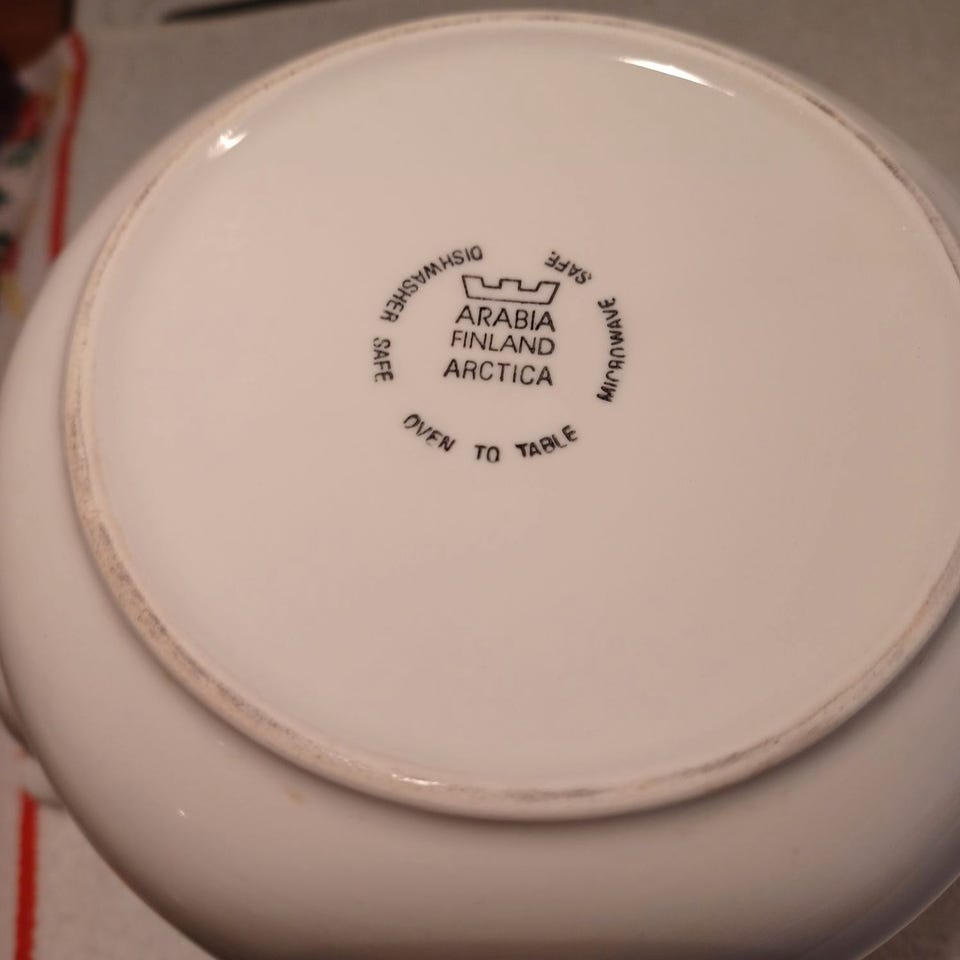 ARABIA
FINLAND
ARCTICA
DISHWASHER SAFE
OVEN TO TABLE
MICROWAVE SAFE.